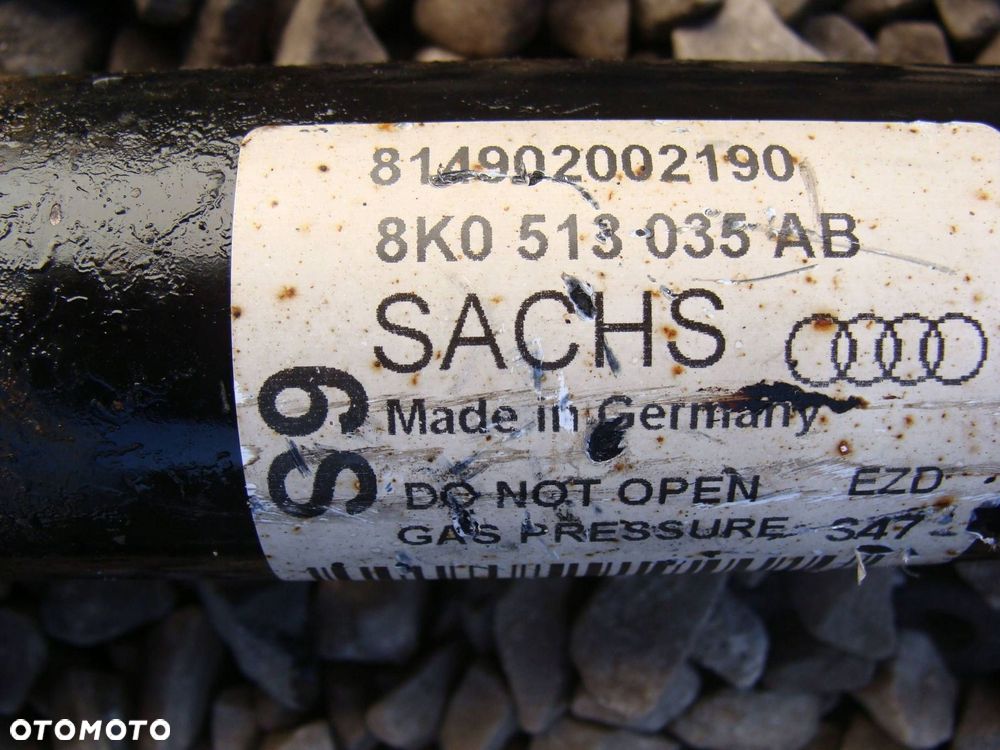 814902002190
8K0 513 035 AB
SACHS
Made in Germany
S9
DO NOT OPEN EZD
GAS PRESSURE S47
OTOMOTO